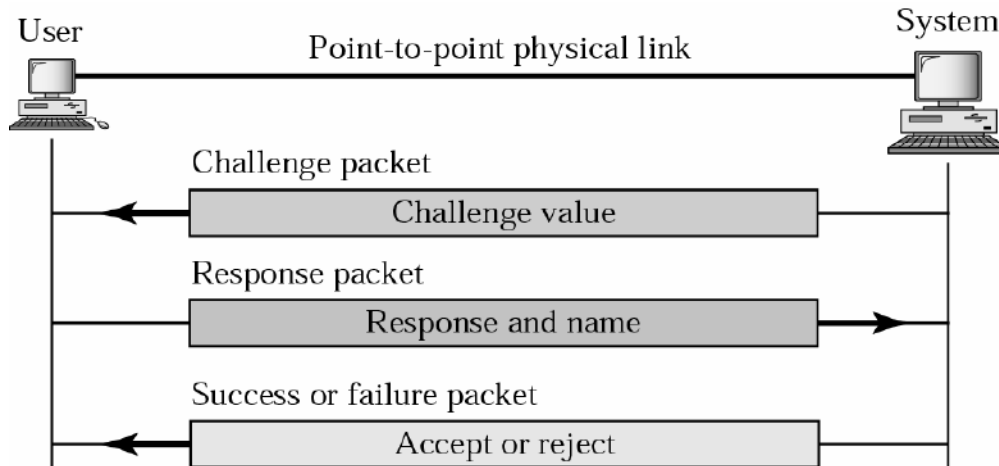 User
System
Point-to-point physical link
Challenge packet
Challenge value
Response packet
Response and name
Success or failure packet
Accept or reject